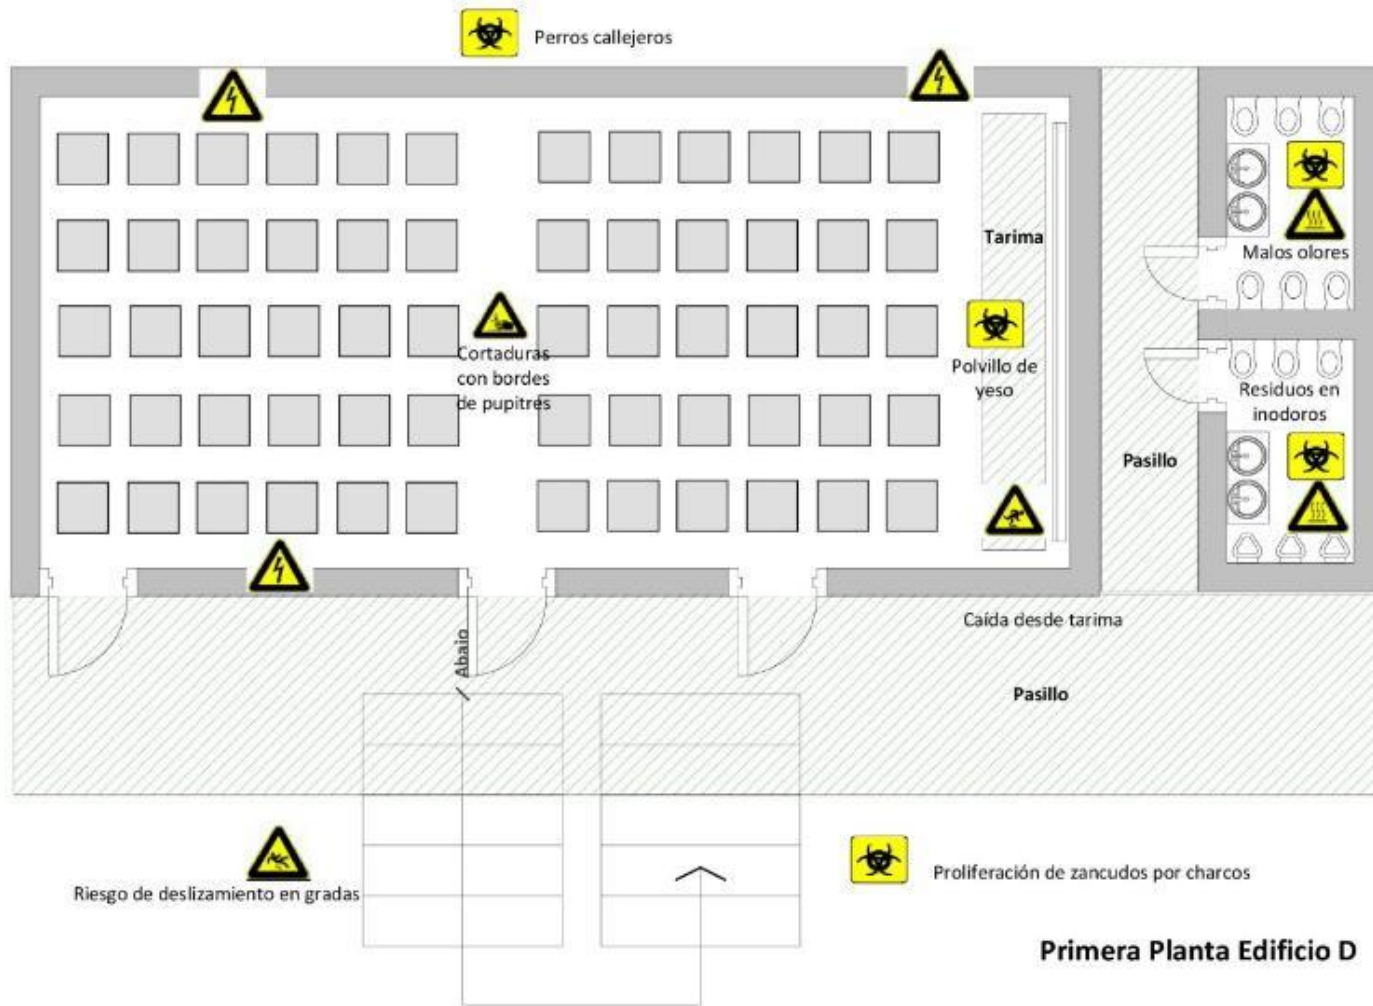 Perros callejeros
Tarima
Malos olores
Cortaduras
con bordes
de pupitres
Polvillo de
yeso
Residuos en
inodoros
Pasillo
Abajo
Caída desde tarima
Pasillo
Riesgo de deslizamiento en gradas
Proliferación de zancudos por charcos
Primera Planta Edificio D